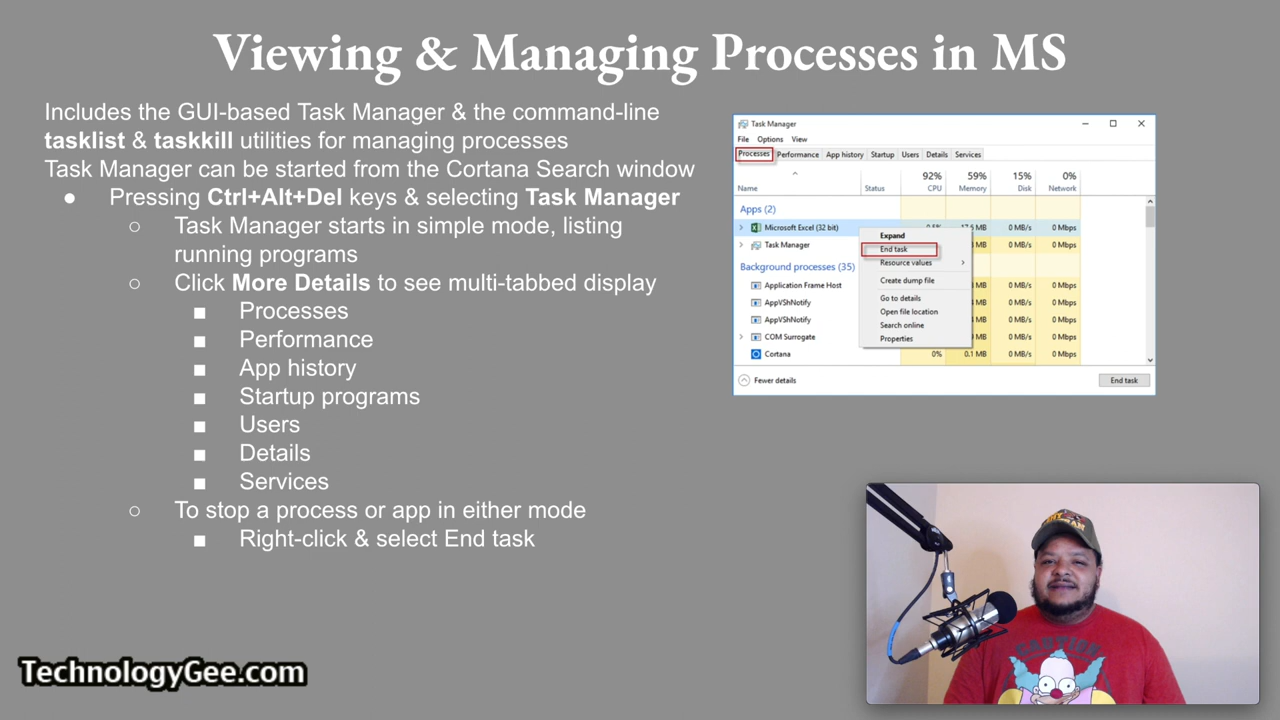 Viewing & Managing Processes in MS
Includes the GUI-based Task Manager & the command-line
tasklist & taskkill utilities for managing processes
Task Manager can be started from the Cortana Search window
● Pressing Ctrl+Alt+Del keys & selecting Task Manager
○ Task Manager starts in simple mode, listing
running programs
○ Click More Details to see multi-tabbed display
■ Processes
■ Performance
■ App history
■ Startup programs
■ Users
■ Details
■ Services
○ To stop a process or app in either mode
■ Right-click & select End task
Task Manager
File Options View
Processes Performance App history Startup Users Details Services
92% 59% 15% 0%
Name Status CPU Memory Disk Network
Apps (2)
Microsoft Excel (32 bit) 0.5% MB 0 MB/s 0 Mbps
Task Manager MB 0 MB/s 0 Mbps
Background processes (35)
Application Frame Host MB 0 MB/s 0 Mbps
AppVShNotify MB 0 MB/s 0 Mbps
AppVShNotify MB 0 MB/s 0 Mbps
COM Surrogate MB 0 MB/s 0 Mbps
Cortana 0% 0.1 MB 0 MB/s 0 Mbps
Expand
End task
Resource values
Create dump file
Go to details
Open file location
Search online
Properties
Fewer details End task
CAUTION
TechnologyGee.com